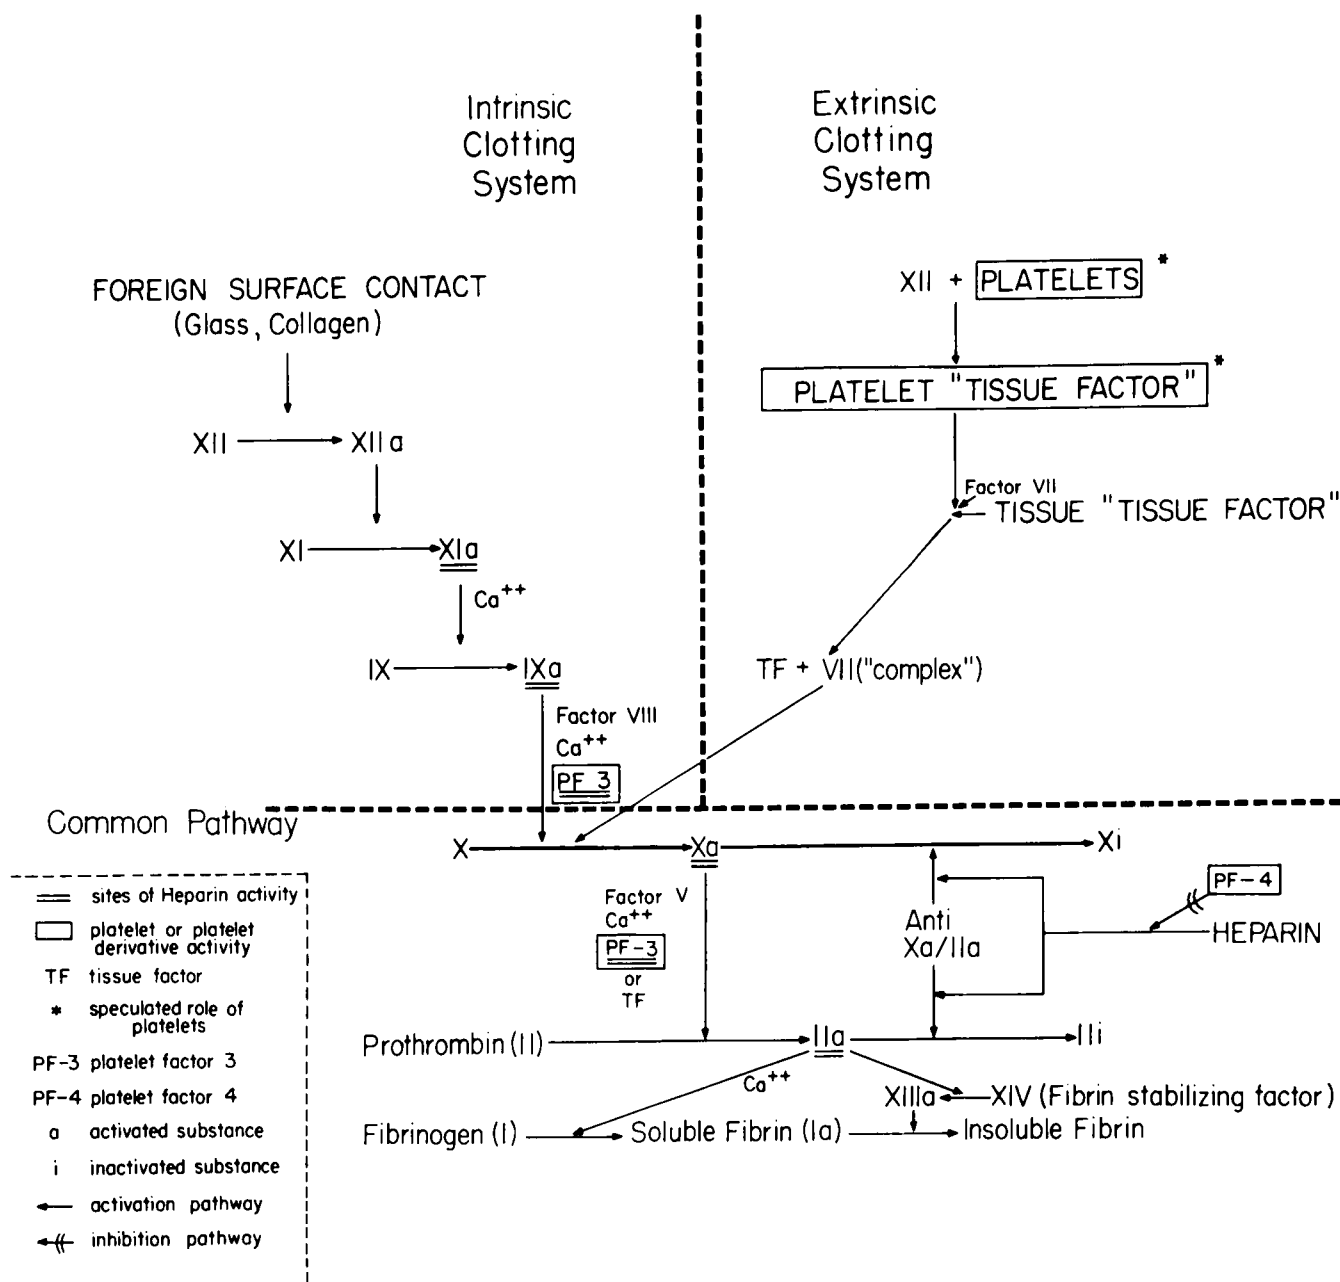 Intrinsic
Clotting
System
Extrinsic
Clotting
System
FOREIGN SURFACE CONTACT
(Glass, Collagen)
XII + PLATELETS *
PLATELET "TISSUE FACTOR" *
XII XIIa
Factor VII
TISSUE "TISSUE FACTOR"
XI XIa
Ca++
IX IXa
TF + VII ("complex")
Factor VIII
Ca++
PF 3
Common Pathway
X Xa Xi
Factor V
Ca++
PF-3
or
TF
Anti
Xa/IIa
PF-4
HEPARIN
Prothrombin (II) IIa IIi
Ca++
XIIIa XIV (Fibrin stabilizing factor)
Fibrinogen (I) Soluble Fibrin (Ia) Insoluble Fibrin
sites of Heparin activity
platelet or platelet
derivative activity
TF tissue factor
* speculated role of
platelets
PF-3 platelet factor 3
PF-4 platelet factor 4
a activated substance
i inactivated substance
activation pathway
inhibition pathway